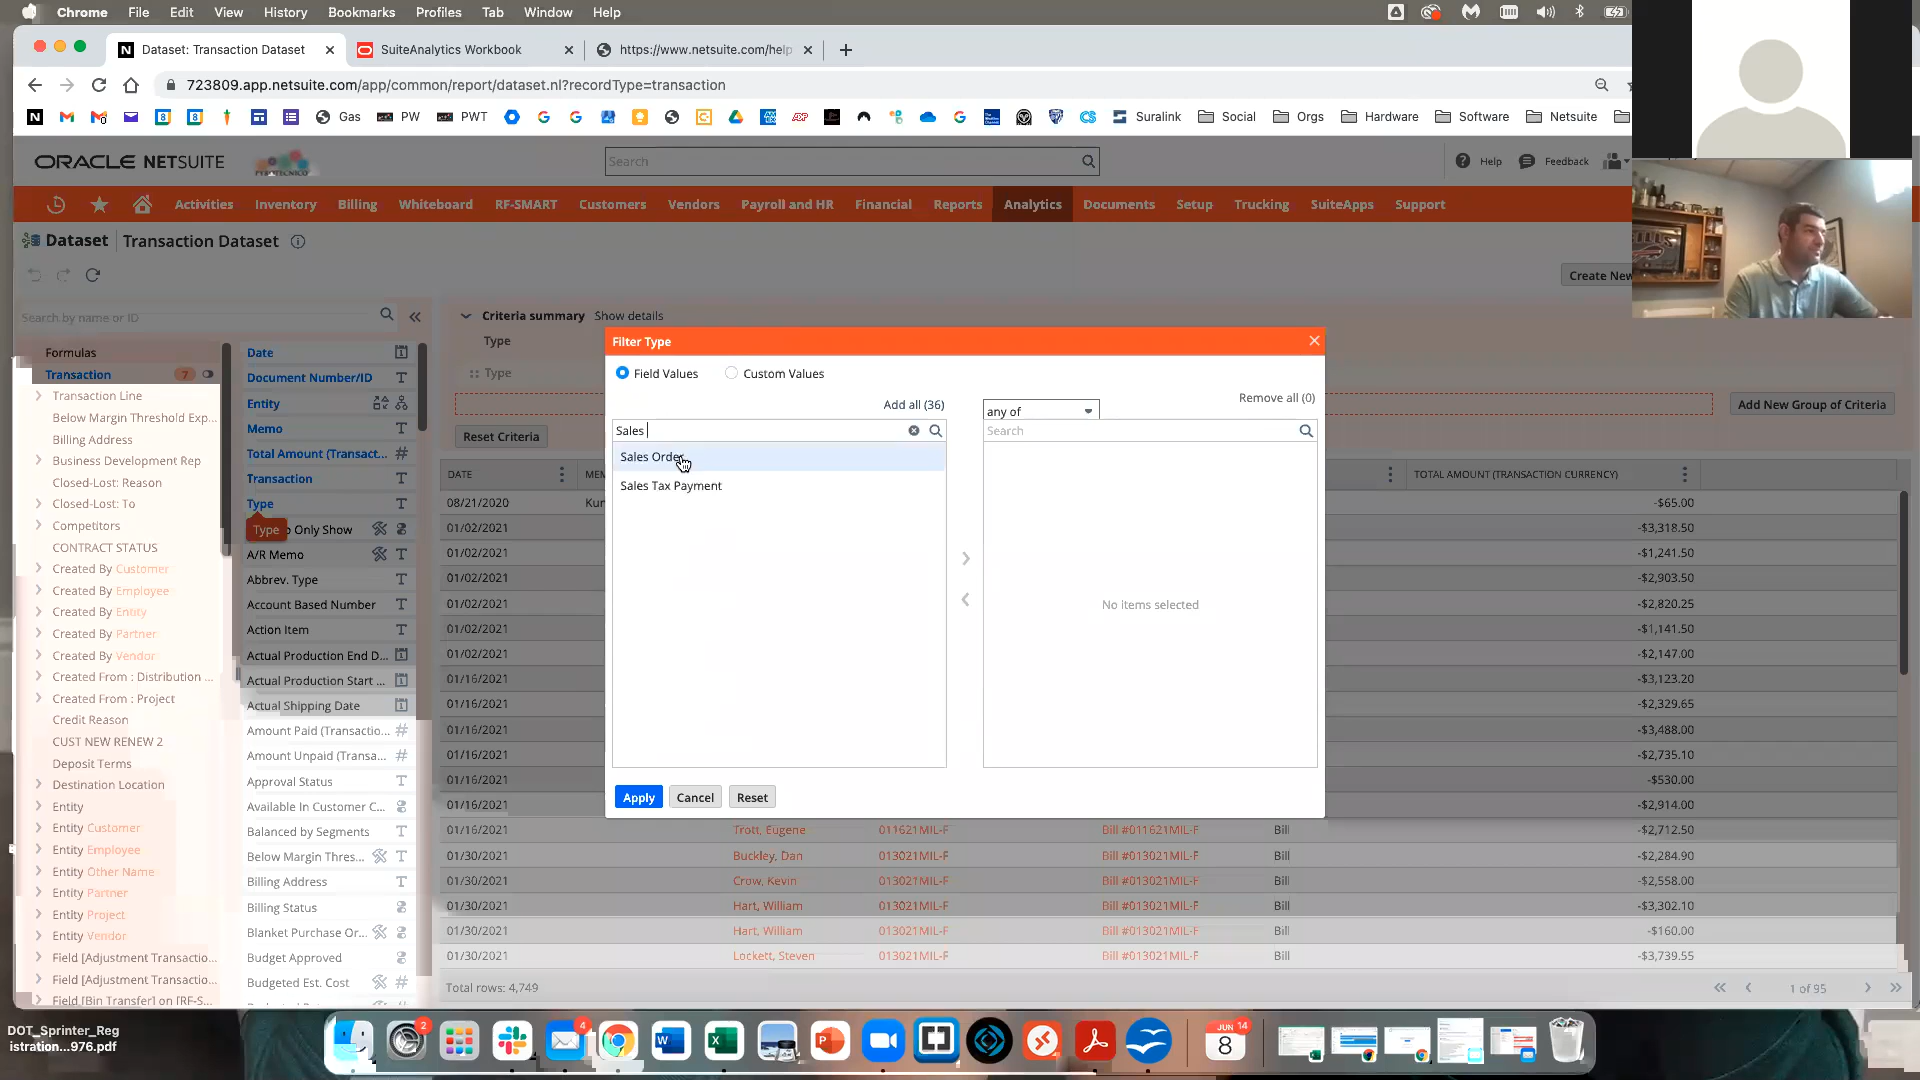 Chrome File Edit View History Bookmarks Profiles Tab Window Help
N Dataset: Transaction Dataset SuiteAnalytics Workbook https://www.netsuite.com/help
723809.app.netsuite.com/app/common/report/dataset.nl?recordType=transaction
Gas PW PWT Suralink Social Orgs Hardware Software Netsuite
ORACLE NETSUITE Search Help Feedback
Activities Inventory Billing Whiteboard RF-SMART Customers Vendors Payroll and HR Financial Reports Analytics Documents Setup Trucking SuiteApps Support
Dataset Transaction Dataset
Create New
Search by name or ID
Formulas
Transaction 7
Transaction Line
Below Margin Threshold Exp...
Billing Address
Business Development Rep
Closed-Lost: Reason
Closed-Lost: To
Competitors
CONTRACT STATUS
Created By Customer
Created By Employee
Created By Entity
Created By Partner
Created By Vendor
Created From : Distribution ...
Created From : Project
Credit Reason
CUST NEW RENEW 2
Deposit Terms
Destination Location
Entity
Entity Customer
Entity Employee
Entity Other Name
Entity Partner
Entity Project
Entity Vendor
Field [Adjustment Transactio...
Field [Adjustment Transactio...
Field [Bin Transfer] on [RF-S...
Date
Document Number/ID
Entity
Memo
Total Amount (Transact...
Transaction
Type
Type
o Only Show
A/R Memo
Abbrev. Type
Account Based Number
Action Item
Actual Production End D...
Actual Production Start ...
Actual Shipping Date
Amount Paid (Transactio...
Amount Unpaid (Transa...
Approval Status
Available In Customer C...
Balanced by Segments
Below Margin Thres...
Billing Address
Billing Status
Blanket Purchase Or...
Budget Approved
Budgeted Est. Cost
Criteria summary Show details
Type
Type
Add New Group of Criteria
Reset Criteria
Filter Type
Field Values Custom Values
Add all (36) any of Remove all (0)
Sales Search
Sales Order
Sales Tax Payment
No items selected
Apply Cancel Reset
DATE MEM TOTAL AMOUNT (TRANSACTION CURRENCY)
08/21/2020 Kun -$65.00
01/02/2021 -$3,318.50
01/02/2021 -$1,241.50
01/02/2021 -$2,903.50
01/02/2021 -$2,820.25
01/02/2021 -$1,141.50
01/02/2021 -$2,147.00
01/16/2021 -$3,123.20
01/16/2021 -$2,329.65
01/16/2021 -$3,488.00
01/16/2021 -$2,735.10
01/16/2021 -$530.00
01/16/2021 -$2,914.00
01/16/2021 Trott, Eugene 011621MIL-F Bill #011621MIL-F Bill -$2,712.50
01/30/2021 Buckley, Dan 013021MIL-F Bill #013021MIL-F Bill -$2,284.90
01/30/2021 Crow, Kevin 013021MIL-F Bill #013021MIL-F Bill -$2,558.00
01/30/2021 Hart, William 013021MIL-F Bill #013021MIL-F Bill -$3,302.10
01/30/2021 Hart, William 013021MIL-F Bill #013021MIL-F Bill -$160.00
01/30/2021 Lockett, Steven 013021MIL-F Bill #013021MIL-F Bill -$3,739.55
Total rows: 4,749 1 of 95
DOT_Sprinter_Reg
istration...976.pdf
2 4 JUN 14 8